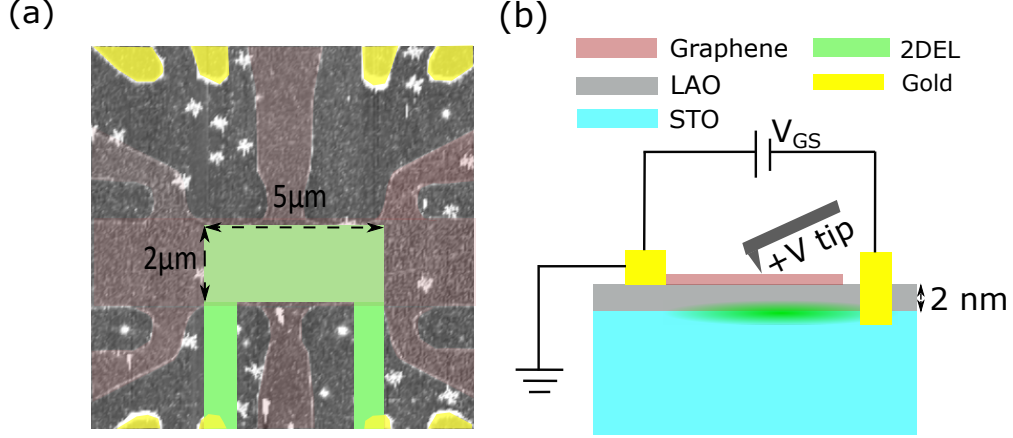 (a)
5μm
2μm
(b)
Graphene
2DEL
LAO
Gold
STO
V_GS
+V tip
2 nm